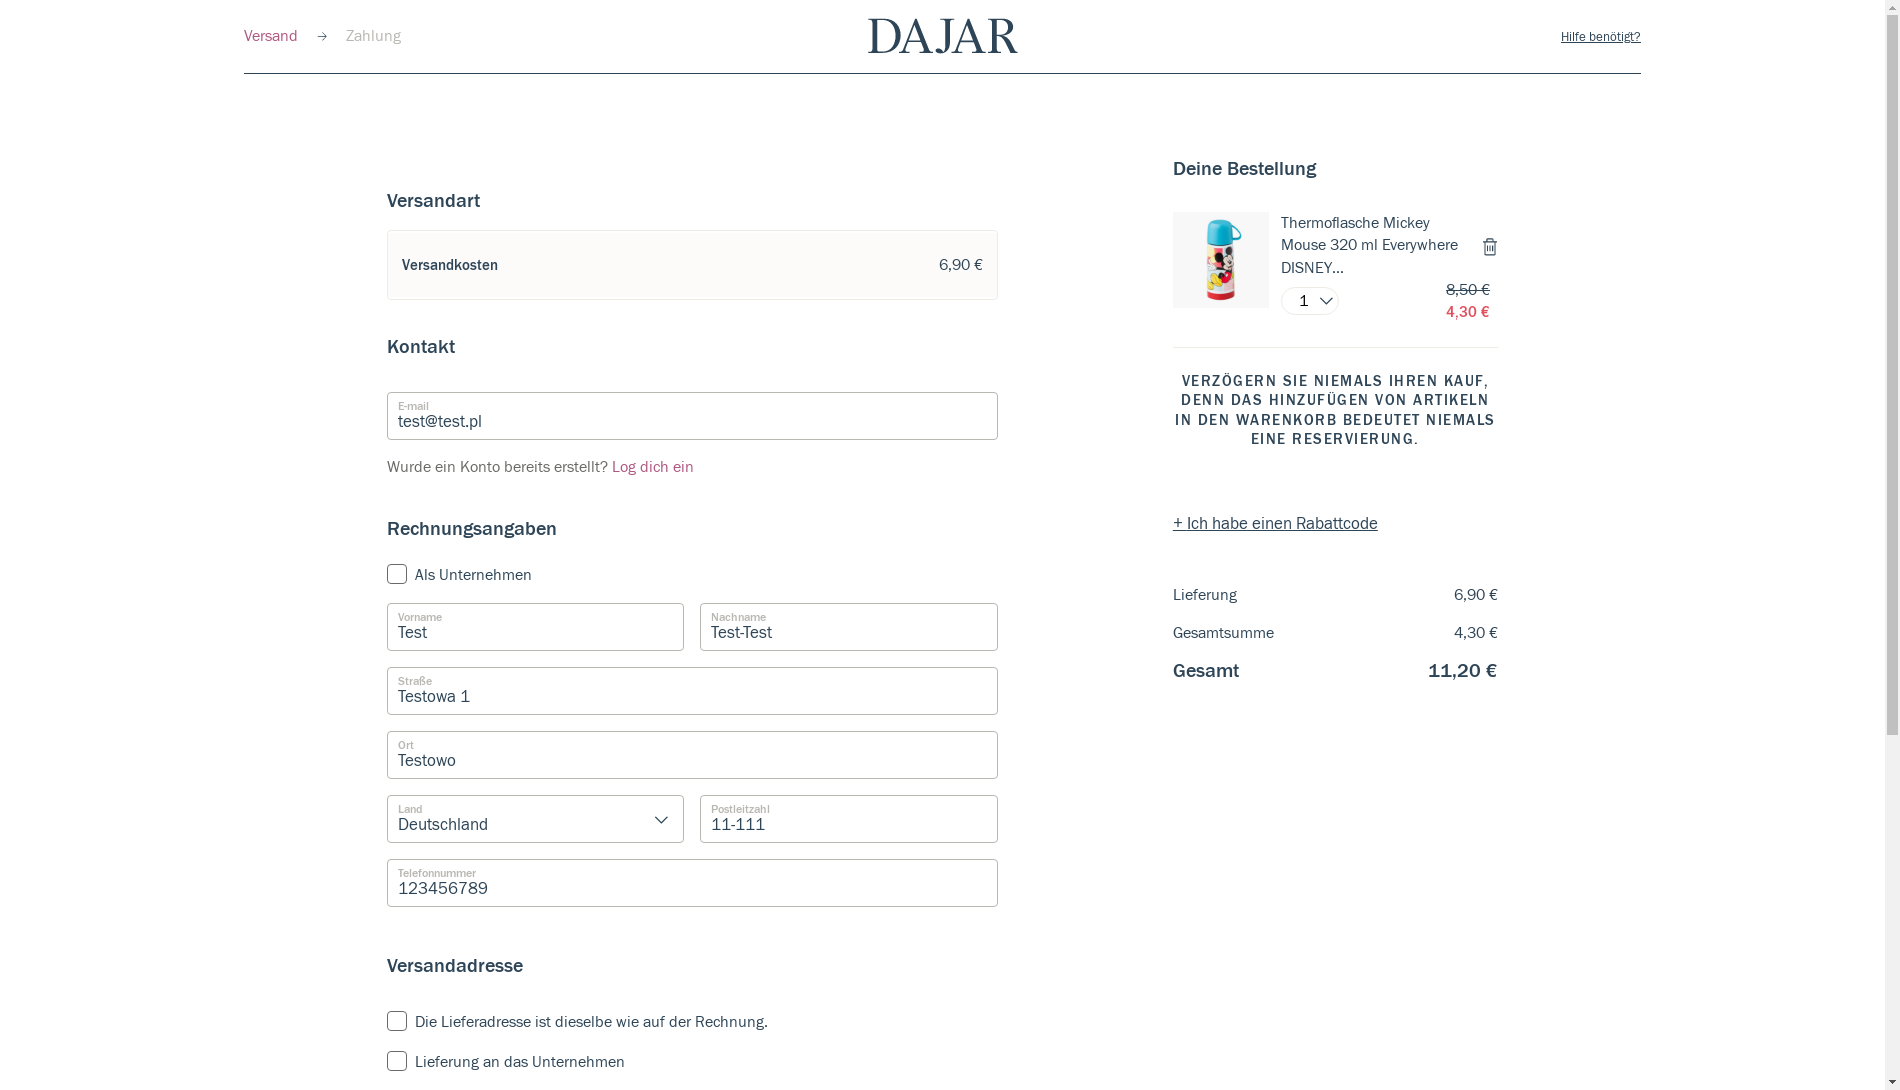 Versand
Zahlung
DAJAR
Hilfe benötigt?
Versandart
Versandkosten
6,90 €
Kontakt
E-mail
test@test.pl
Wurde ein Konto bereits erstellt? Log dich ein
Rechnungsangaben
Als Unternehmen
Vorname
Test
Nachname
Test-Test
Straße
Testowa 1
Ort
Testowo
Land
Deutschland
Postleitzahl
11-111
Telefonnummer
123456789
Versandadresse
Die Lieferadresse ist dieselbe wie auf der Rechnung.
Lieferung an das Unternehmen
Deine Bestellung
Thermoflasche Mickey
Mouse 320 ml Everywhere
DISNEY...
1
8,50 €
4,30 €
VERZÖGERN SIE NIEMALS IHREN KAUF,
DENN DAS HINZUFÜGEN VON ARTIKELN
IN DEN WARENKORB BEDEUTET NIEMALS
EINE RESERVIERUNG.
+ Ich habe einen Rabattcode
Lieferung
6,90 €
Gesamtsumme
4,30 €
Gesamt
11,20 €